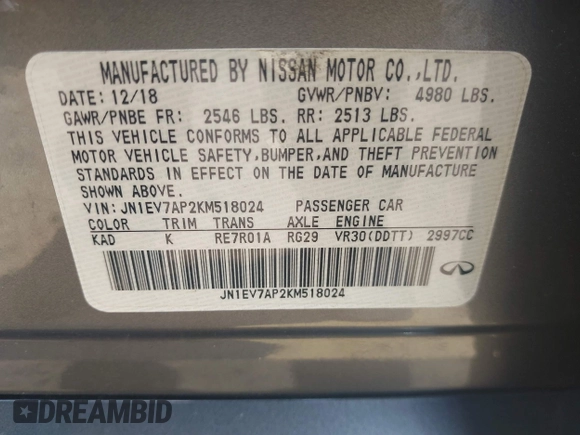 MANUFACTURED BY NISSAN MOTOR CO.,LTD.
DATE: 12/18 GVWR/PNBV: 4980 LBS.
GAWR/PNBE FR: 2546 LBS. RR: 2513 LBS.
THIS VEHICLE CONFORMS TO ALL APPLICABLE FEDERAL
MOTOR VEHICLE SAFETY,BUMPER,AND THEFT PREVENTION
STANDARDS IN EFFECT ON THE DATE OF MANUFACTURE
SHOWN ABOVE.
VIN: JN1EV7AP2KM518024 PASSENGER CAR
COLOR TRIM TRANS AXLE ENGINE
KAD K RE7R01A RG29 VR30(DDTT) 2997CC
JN1EV7AP2KM518024
DREAMBID